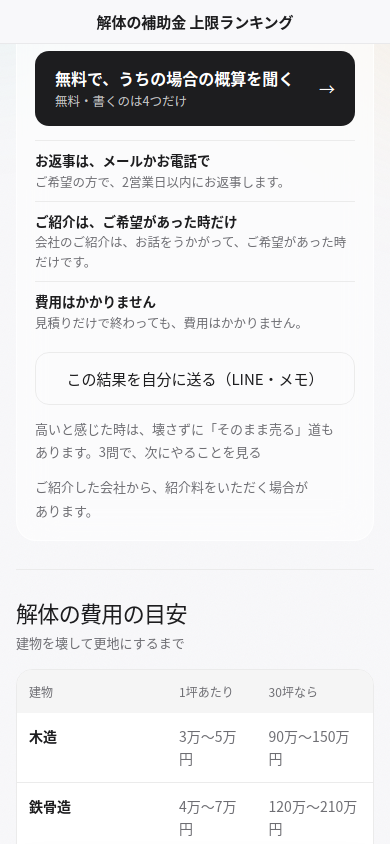 解体の補助金 上限ランキング
無料で、うちの場合の概算を聞く
無料・書くのは4つだけ
→
お返事は、メールかお電話で
ご希望の方で、2営業日以内にお返事します。
ご紹介は、ご希望があった時だけ
会社のご紹介は、お話をうかがって、ご希望があった時
だけです。
費用はかかりません
見積りだけで終わっても、費用はかかりません。
この結果を自分に送る（LINE・メモ）
高いと感じた時は、壊さずに「そのまま売る」道も
あります。3問で、次にやることを見る
ご紹介した会社から、紹介料をいただく場合が
あります。
解体の費用の目安
建物を壊して更地にするまで
建物 1坪あたり 30坪なら
木造 3万〜5万円 90万〜150万円
鉄骨造 4万〜7万円 120万〜210万円